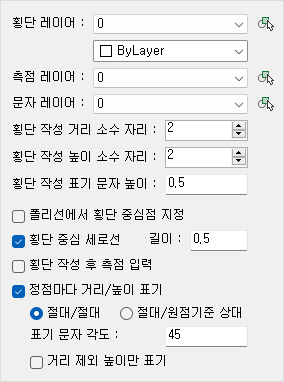 횡단 레이어 : 0
ByLayer
측점 레이어 : 0
문자 레이어 : 0
횡단 작성 거리 소수 자리 : 2
횡단 작성 높이 소수 자리 : 2
횡단 작성 표기 문자 높이 : 0,5
폴리선에서 횡단 중심점 지정
횡단 중심 세로선 길이 : 0,5
횡단 작성 후 측점 입력
정점마다 거리/높이 표기
절대/절대 절대/원점기준 상대
표기 문자 각도 : 45
거리 제외 높이만 표기